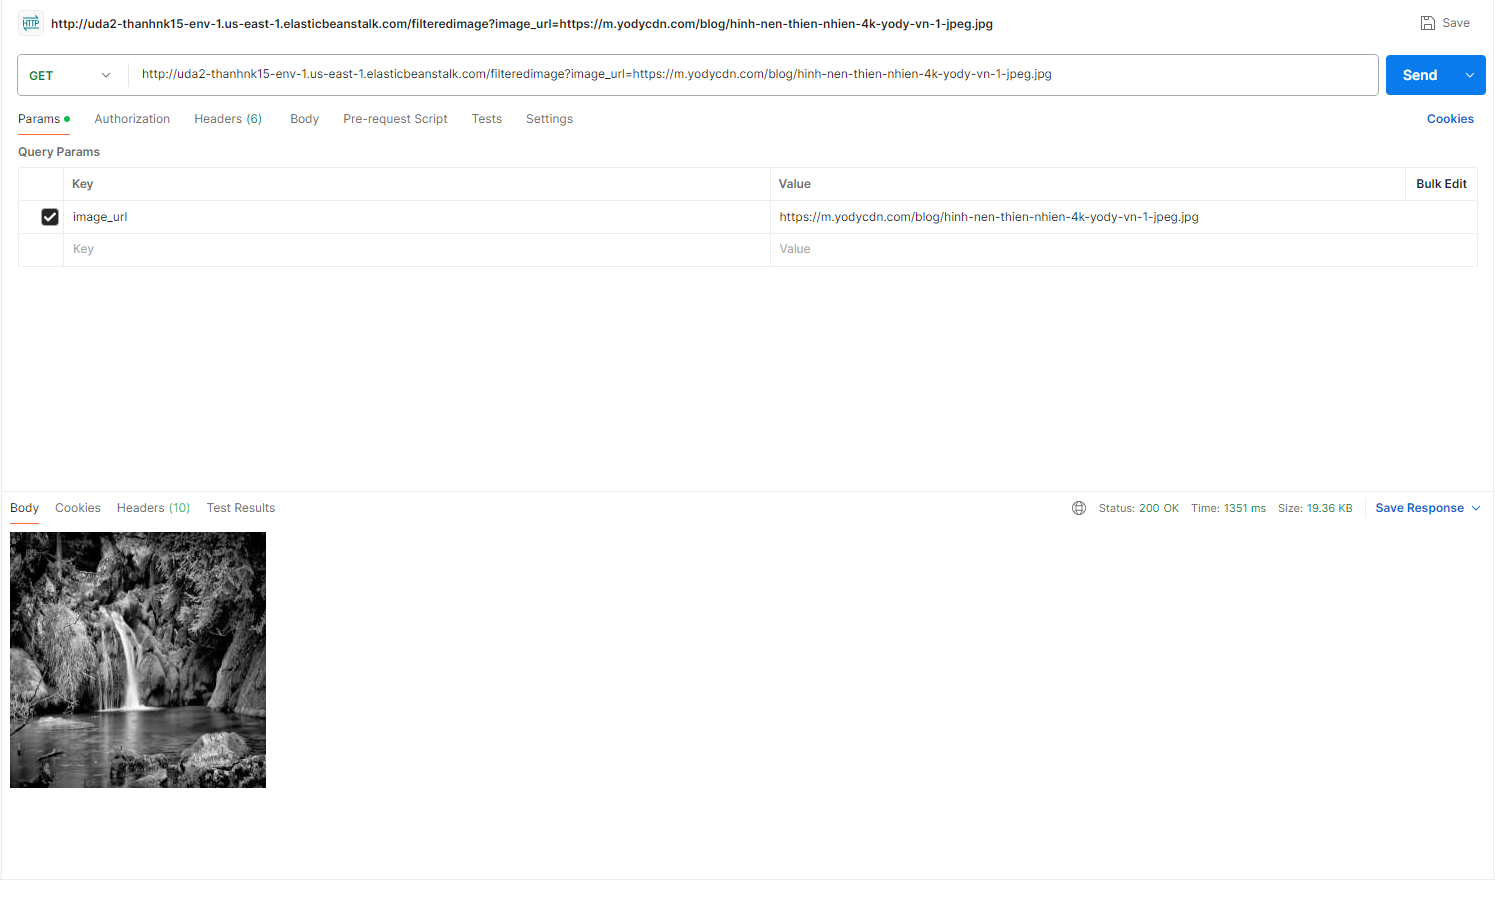 HTTP http://uda2-thanhnk15-env-1.us-east-1.elasticbeanstalk.com/filteredimage?image_url=https://m.yodycdn.com/blog/hinh-nen-thien-nhien-4k-yody-vn-1-jpeg.jpg Save
GET http://uda2-thanhnk15-env-1.us-east-1.elasticbeanstalk.com/filteredimage?image_url=https://m.yodycdn.com/blog/hinh-nen-thien-nhien-4k-yody-vn-1-jpeg.jpg Send
Params Authorization Headers (6) Body Pre-request Script Tests Settings Cookies
Query Params
Key Value Bulk Edit
image_url https://m.yodycdn.com/blog/hinh-nen-thien-nhien-4k-yody-vn-1-jpeg.jpg
Key Value
Body Cookies Headers (10) Test Results Status: 200 OK Time: 1351 ms Size: 19.36 KB Save Response